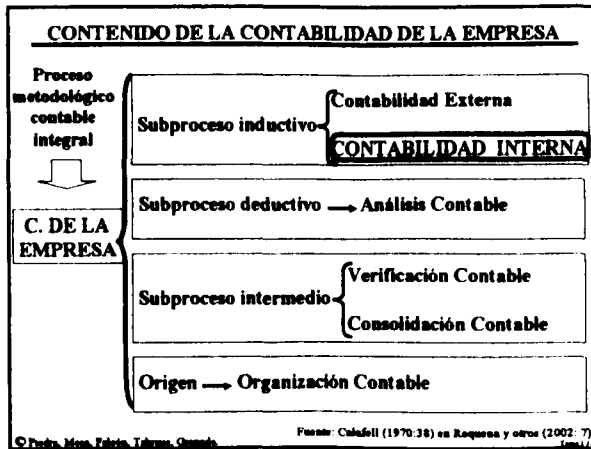 CONTENIDO DE LA CONTABILIDAD DE LA EMPRESA
Proceso
metodológico
contable
integral
C. DE LA
EMPRESA
Subproceso inductivo
Contabilidad Externa
CONTABILIDAD INTERNA
Subproceso deductivo → Análisis Contable
Subproceso intermedio
Verificación Contable
Consolidación Contable
Origen → Organización Contable
Fuente: Calafell (1970:38) en Requena y otros (2002: 7)
©